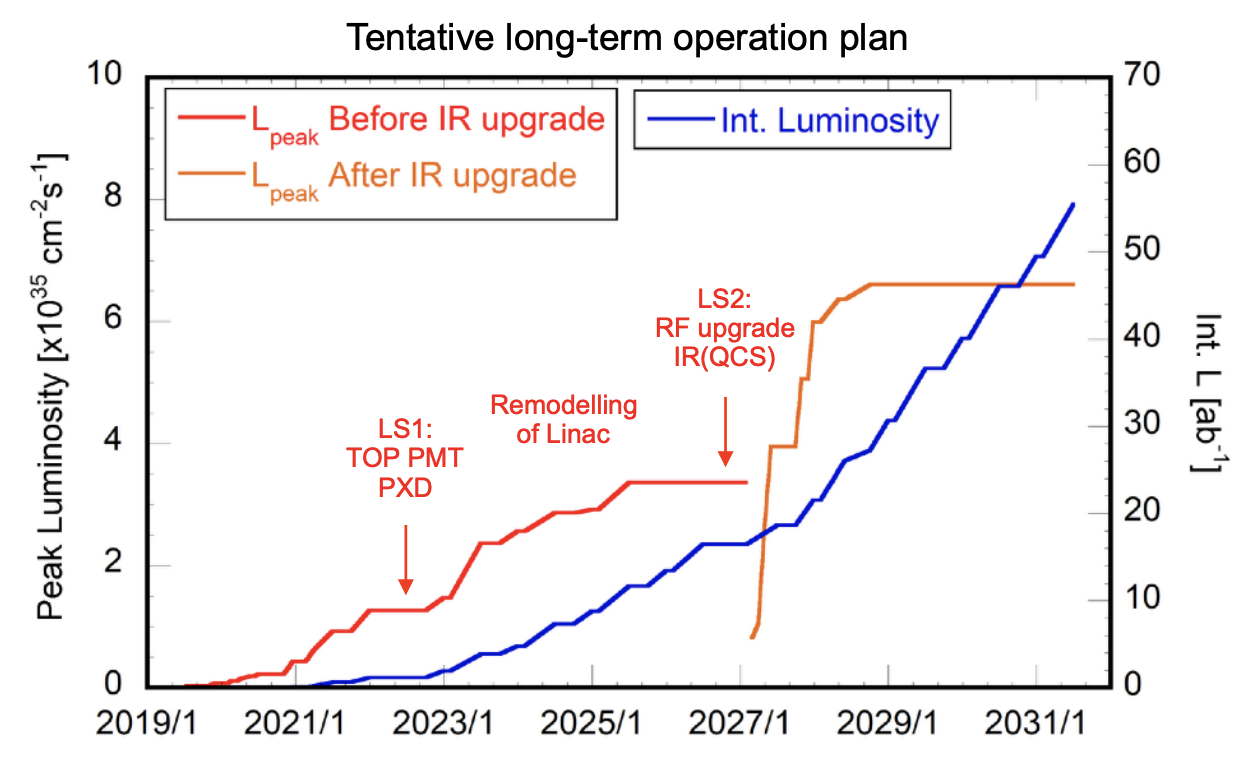 Tentative long-term operation plan
10
8
6
4
2
0
Peak Luminosity [x10³⁵ cm⁻²s⁻¹]
L_peak Before IR upgrade
L_peak After IR upgrade
Int. Luminosity
LS1:
TOP PMT
PXD
Remodelling
of Linac
LS2:
RF upgrade
IR(QCS)
70
60
50
40
30
20
10
0
Int. L [ab⁻¹]
2019/1 2021/1 2023/1 2025/1 2027/1 2029/1 2031/1